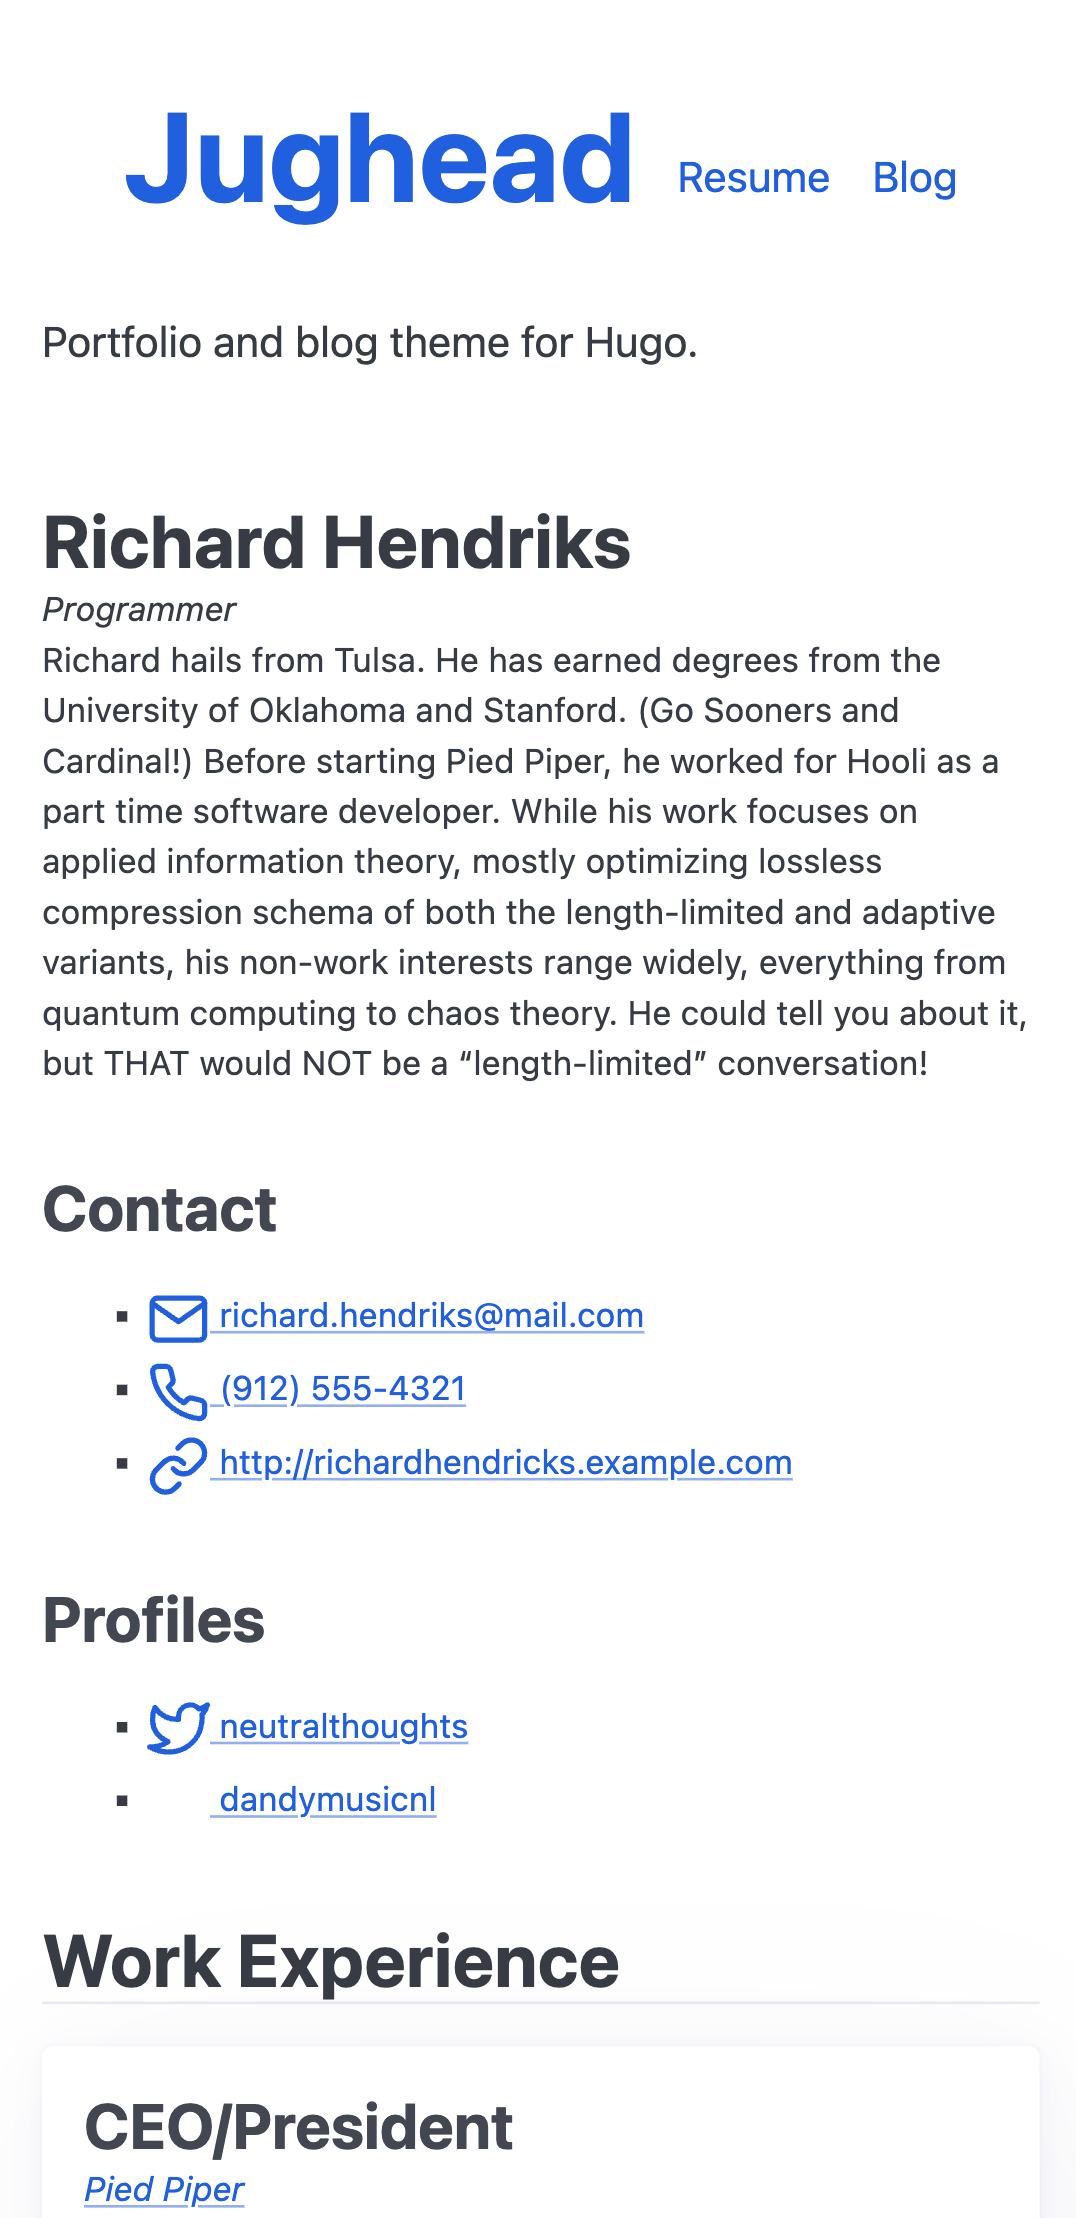 Jughead Resume Blog
Portfolio and blog theme for Hugo.
Richard Hendriks
Programmer
Richard hails from Tulsa. He has earned degrees from the
University of Oklahoma and Stanford. (Go Sooners and
Cardinal!) Before starting Pied Piper, he worked for Hooli as a
part time software developer. While his work focuses on
applied information theory, mostly optimizing lossless
compression schema of both the length-limited and adaptive
variants, his non-work interests range widely, everything from
quantum computing to chaos theory. He could tell you about it,
but THAT would NOT be a “length-limited” conversation!
Contact
richard.hendriks@mail.com
(912) 555-4321
http://richardhendricks.example.com
Profiles
neutralthoughts
dandymusicnl
Work Experience
CEO/President
Pied Piper